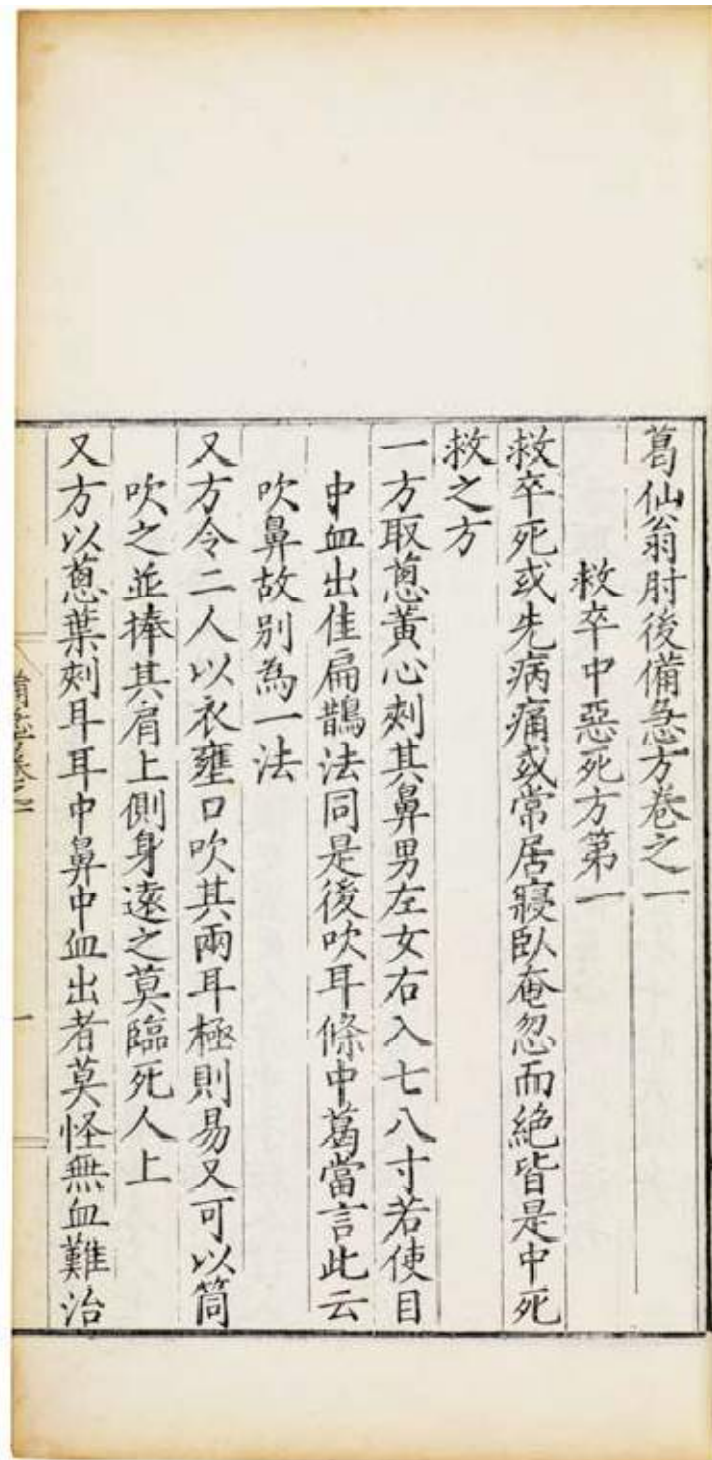 葛仙翁肘後備急方卷之一
救卒中惡死方第一
救卒死或先病痛或常居寢臥奄忽而絕皆是中死
救之方
一方取葱黃心刾其鼻男左女右入七八寸若使目
中血出佳扁鵲法同是後吹耳條中葛當言此云
吹鼻故别為一法
又方令二人以衣壅口吹其兩耳極則易又可以筒
吹之並捧其肩上側身遠之莫臨死人上
又方以葱葉刾耳耳中鼻中血出者莫怪無血難治